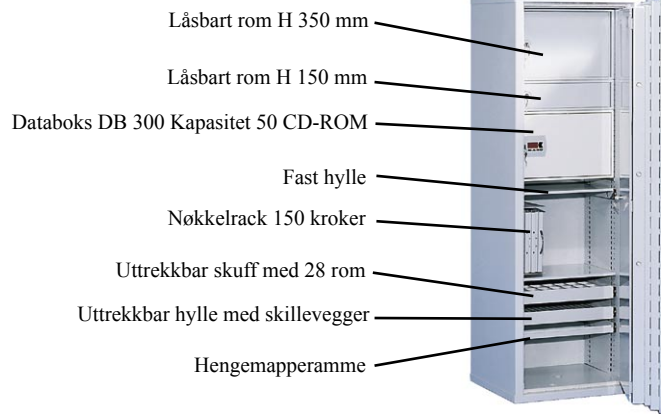 Låsbart rom H 350 mm
Låsbart rom H 150 mm
Databoks DB 300 Kapasitet 50 CD-ROM
Fast hylle
Nøkkelrack 150 kroker
Uttrekkbar skuff med 28 rom
Uttrekkbar hylle med skillevegger
Hengemapperamme